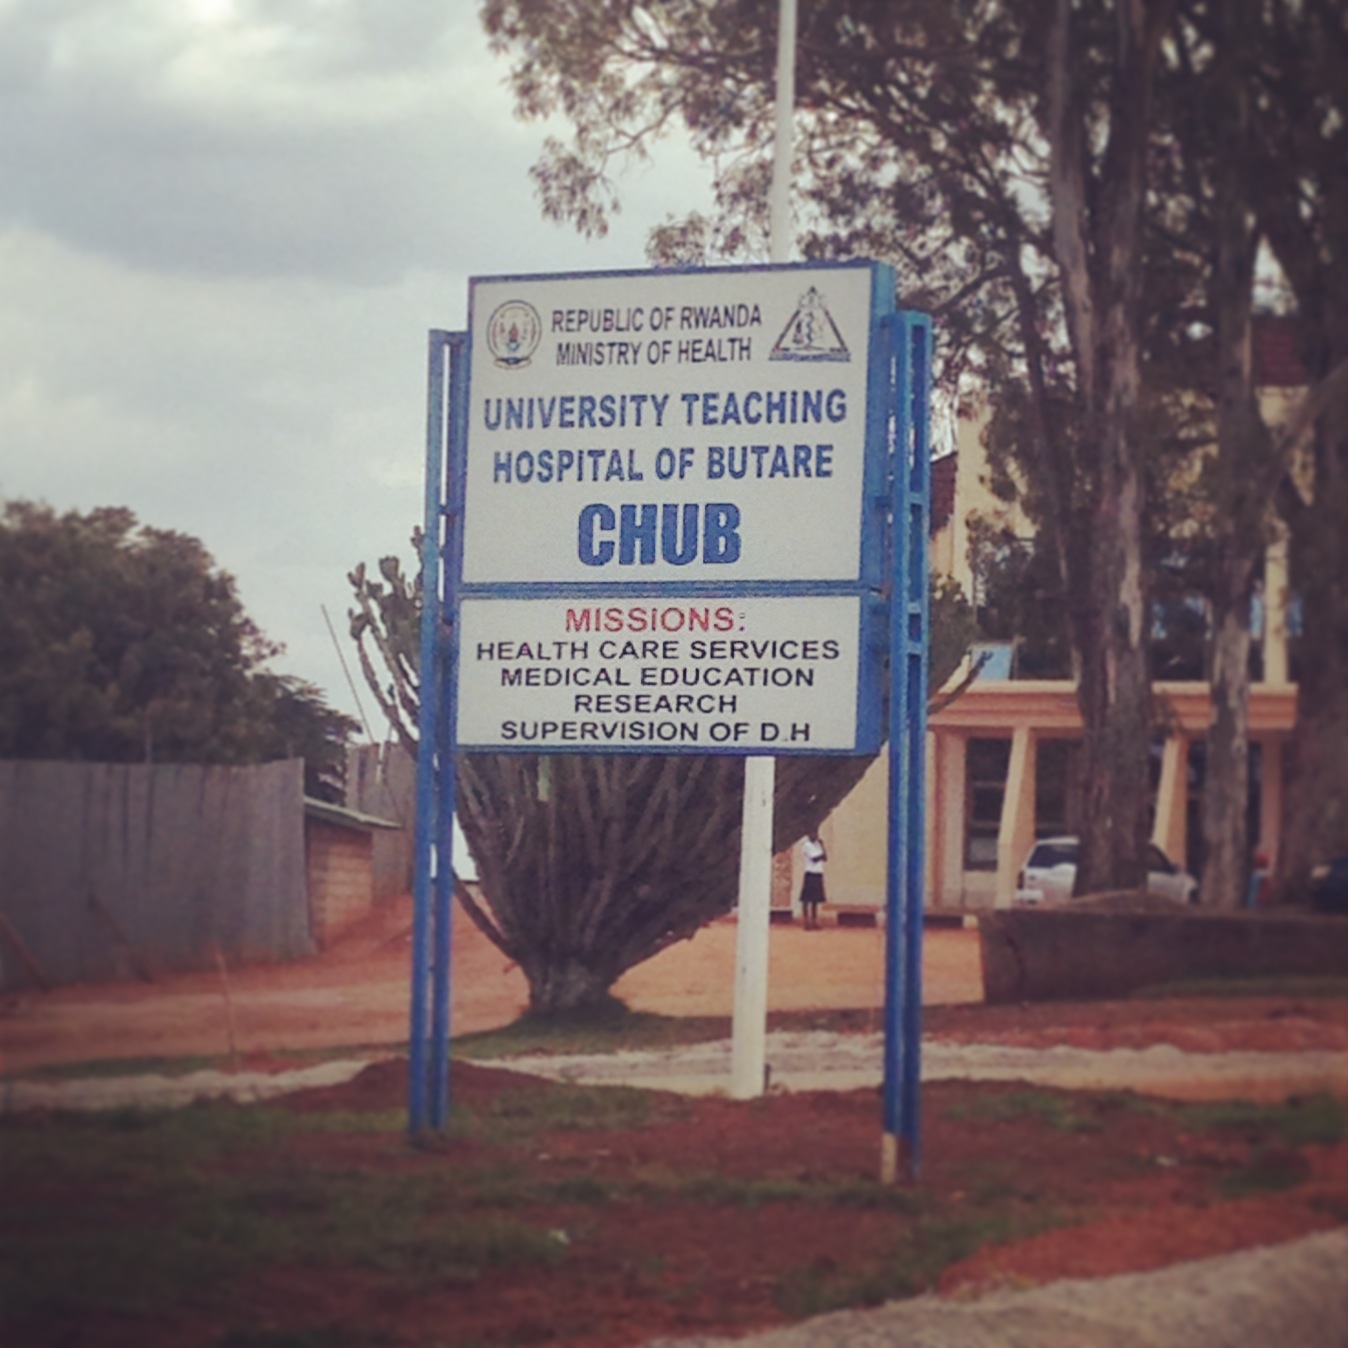 REPUBLIC OF RWANDA
MINISTRY OF HEALTH
UNIVERSITY TEACHING
HOSPITAL OF BUTARE
CHUB
MISSIONS:
HEALTH CARE SERVICES
MEDICAL EDUCATION
RESEARCH
SUPERVISION OF D.H